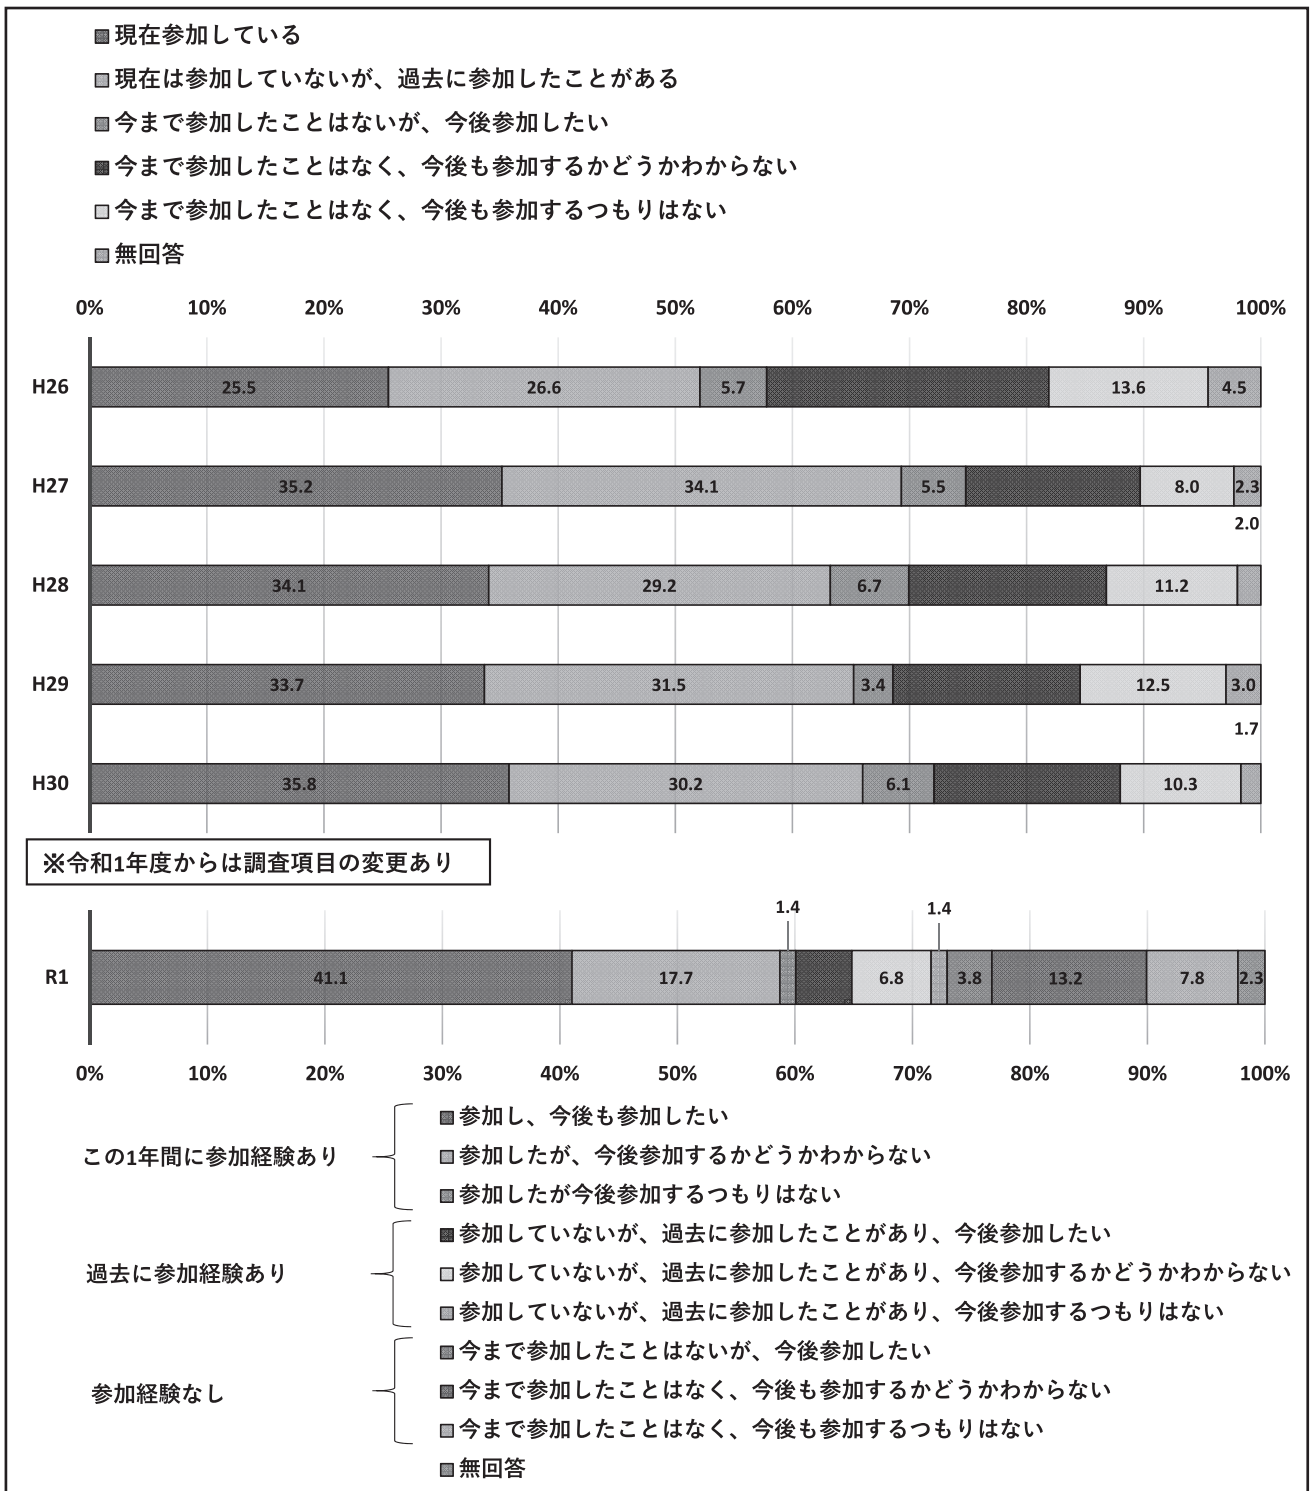 現在参加している
現在は参加していないが、過去に参加したことがある
今まで参加したことはないが、今後参加したい
今まで参加したことはなく、今後も参加するかどうかわからない
今まで参加したことはなく、今後も参加するつもりはない
無回答
0% 10% 20% 30% 40% 50% 60% 70% 80% 90% 100%
H26 25.5 26.6 5.7 13.6 4.5
H27 35.2 34.1 5.5 8.0 2.3
2.0
H28 34.1 29.2 6.7 11.2
H29 33.7 31.5 3.4 12.5 3.0
1.7
H30 35.8 30.2 6.1 10.3
※令和1年度からは調査項目の変更あり
1.4 1.4
R1 41.1 17.7 6.8 3.8 13.2 7.8 2.3
0% 10% 20% 30% 40% 50% 60% 70% 80% 90% 100%
この1年間に参加経験あり
参加し、今後も参加したい
参加したが、今後参加するかどうかわからない
参加したが今後参加するつもりはない
過去に参加経験あり
参加していないが、過去に参加したことがあり、今後参加したい
参加していないが、過去に参加したことがあり、今後参加するかどうかわからない
参加していないが、過去に参加したことがあり、今後参加するつもりはない
参加経験なし
今まで参加したことはないが、今後参加したい
今まで参加したことはなく、今後も参加するかどうかわからない
今まで参加したことはなく、今後も参加するつもりはない
無回答